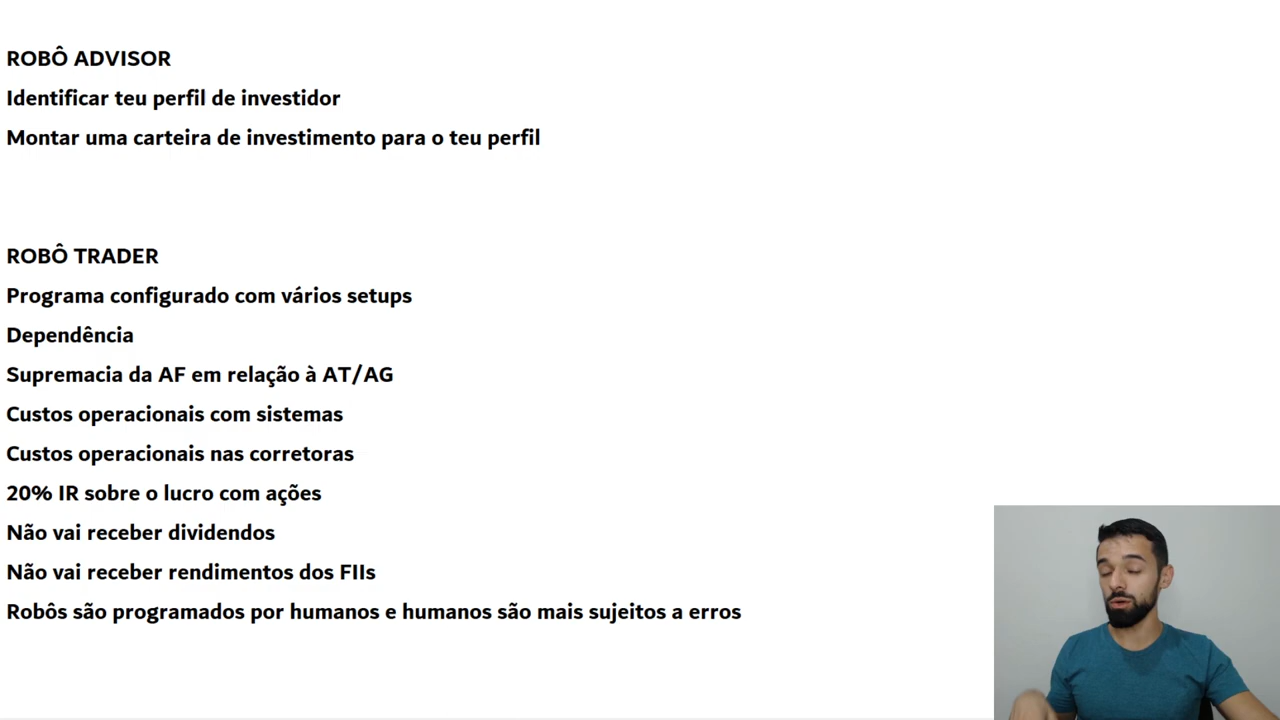 ROBÔ ADVISOR
Identificar teu perfil de investidor
Montar uma carteira de investimento para o teu perfil
ROBÔ TRADER
Programa configurado com vários setups
Dependência
Supremacia da AF em relação à AT/AG
Custos operacionais com sistemas
Custos operacionais nas corretoras
20% IR sobre o lucro com ações
Não vai receber dividendos
Não vai receber rendimentos dos FIIs
Robôs são programados por humanos e humanos são mais sujeitos a erros